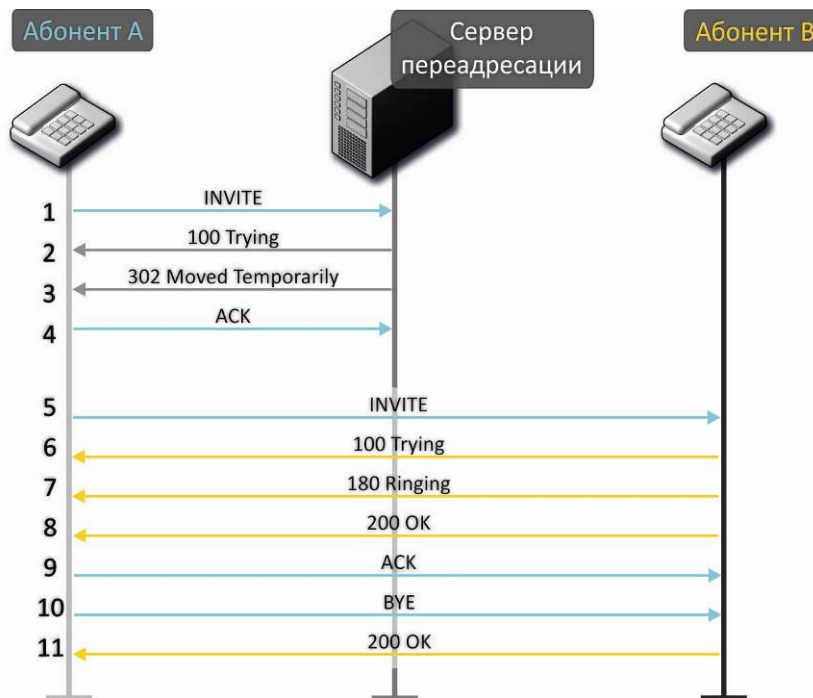 Абонент A
Сервер
переадресации
Абонент B
1 INVITE
2 100 Trying
3 302 Moved Temporarily
4 ACK
5 INVITE
6 100 Trying
7 180 Ringing
8 200 OK
9 ACK
10 BYE
11 200 OK